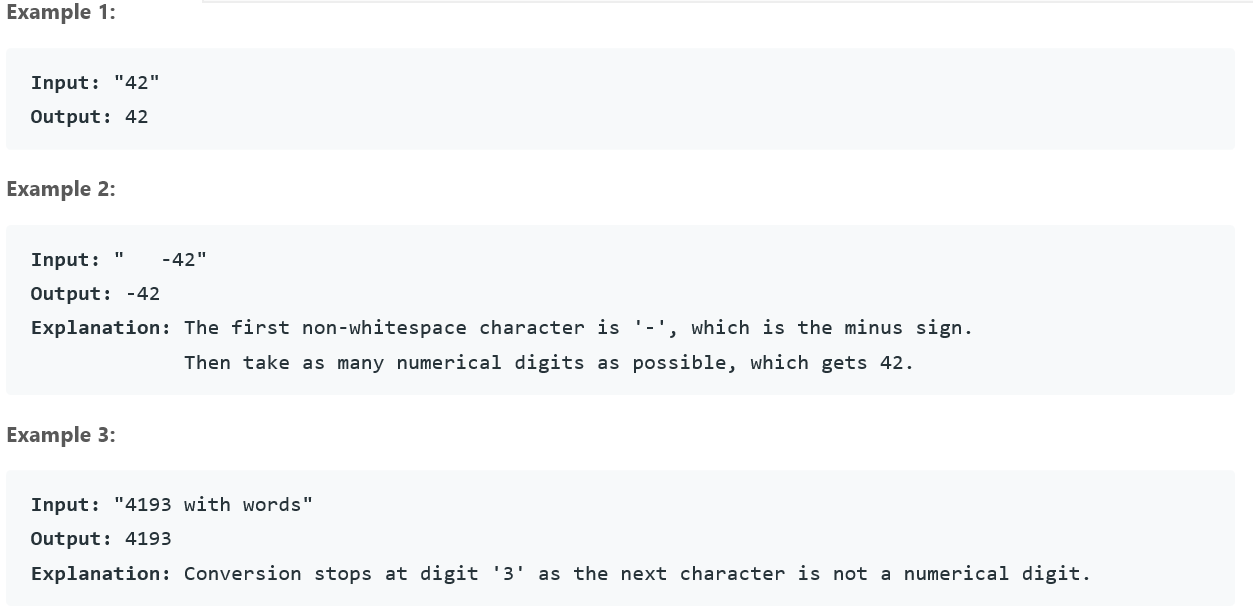 Example 1:
Input: "42"
Output: 42
Example 2:
Input: "   -42"
Output: -42
Explanation: The first non-whitespace character is '-', which is the minus sign.
Then take as many numerical digits as possible, which gets 42.
Example 3:
Input: "4193 with words"
Output: 4193
Explanation: Conversion stops at digit '3' as the next character is not a numerical digit.